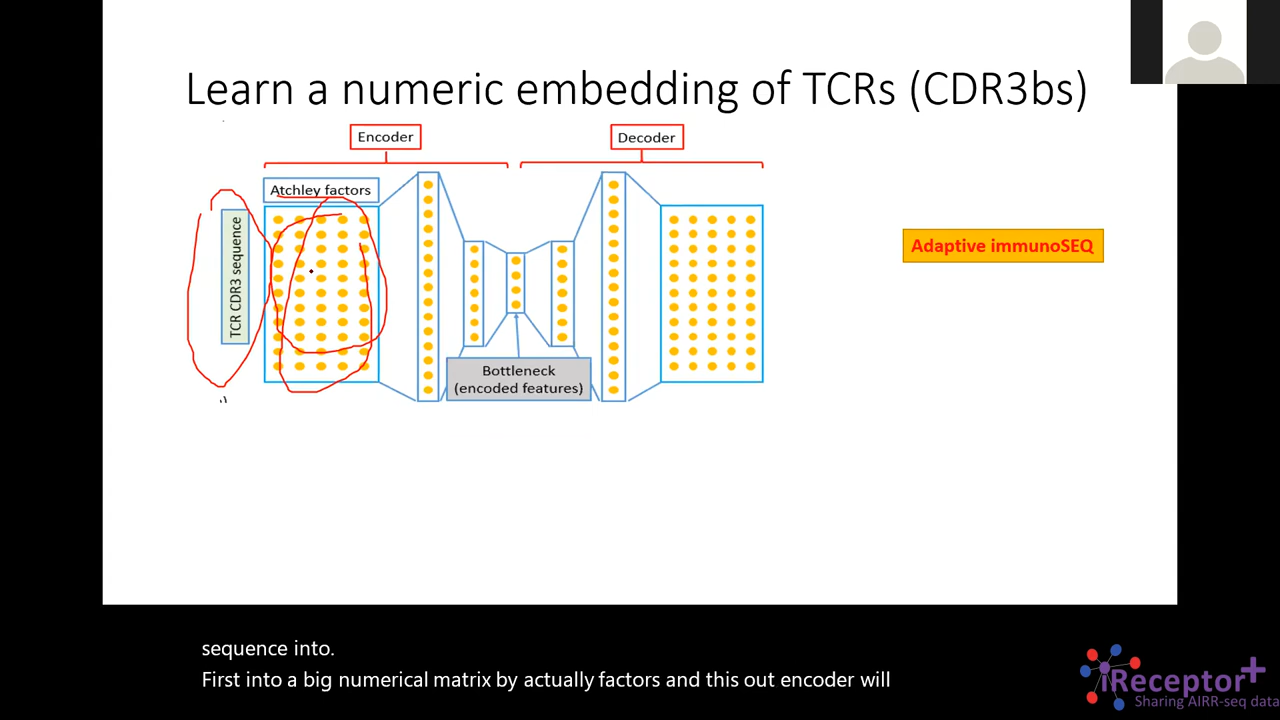 Learn a numeric embedding of TCRs (CDR3bs)
Encoder
Decoder
Atchley factors
TCR CDR3 sequence
Adaptive immunoSEQ
Bottleneck
(encoded features)
sequence into.
First into a big numerical matrix by actually factors and this out encoder will
iReceptor+
Sharing AIRR-seq data